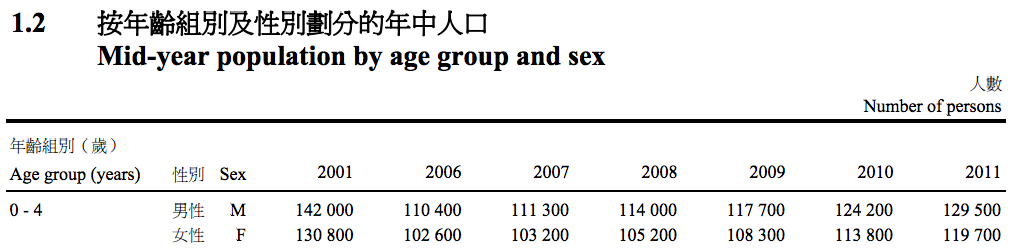 1.2 按年齡組別及性別劃分的年中人口
Mid-year population by age group and sex
人數
Number of persons
年齡組別（歲）
Age group (years) 性別 Sex 2001 2006 2007 2008 2009 2010 2011
0 - 4 男性 M 142 000 110 400 111 300 114 000 117 700 124 200 129 500
女性 F 130 800 102 600 103 200 105 200 108 300 113 800 119 700